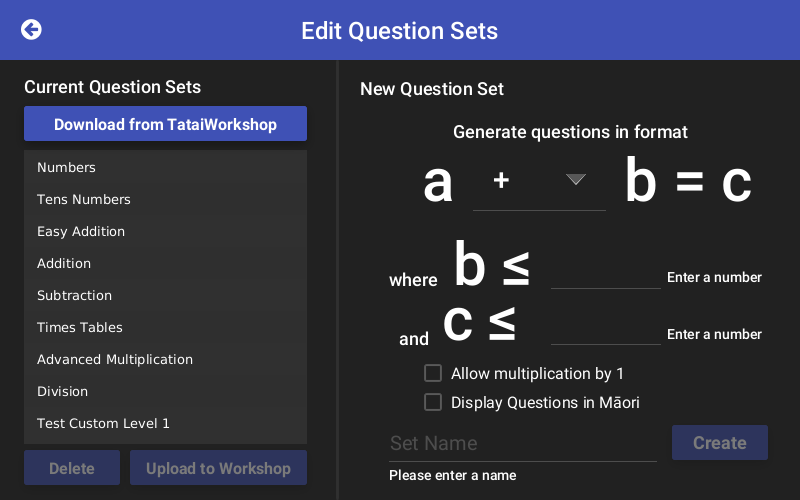 Edit Question Sets
Current Question Sets
Download from TataiWorkshop
Numbers
Tens Numbers
Easy Addition
Addition
Subtraction
Times Tables
Advanced Multiplication
Division
Test Custom Level 1
Delete
Upload to Workshop
New Question Set
Generate questions in format
a + b = c
where b ≤ Enter a number
and c ≤ Enter a number
Allow multiplication by 1
Display Questions in Māori
Set Name
Create
Please enter a name